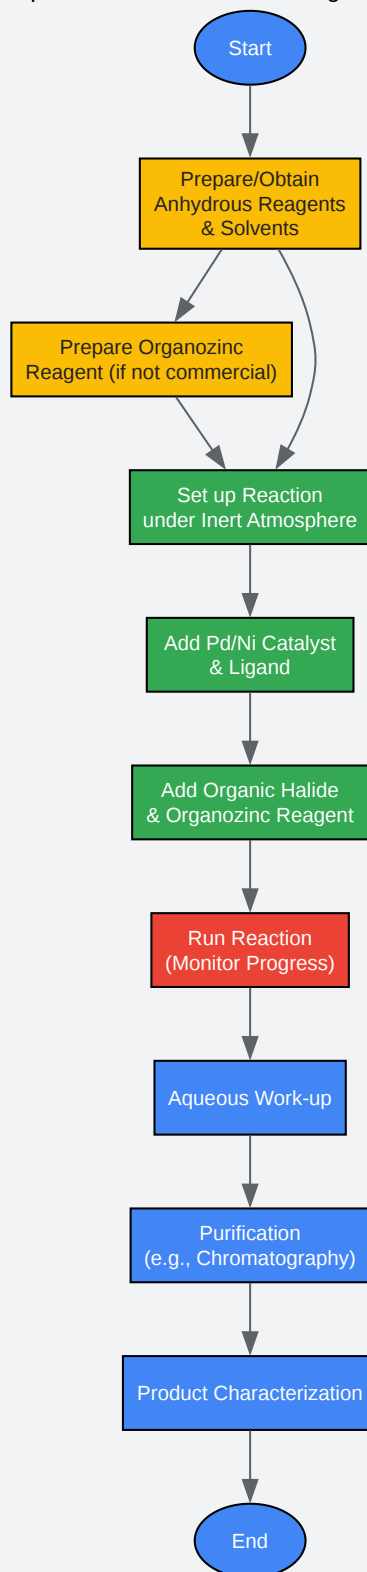 Start
Prepare/Obtain
Anhydrous Reagents
& Solvents
Prepare Organozinc
Reagent (if not commercial)
Set up Reaction
under Inert Atmosphere
Add Pd/Ni Catalyst
& Ligand
Add Organic Halide
& Organozinc Reagent
Run Reaction
(Monitor Progress)
Aqueous Work-up
Purification
(e.g., Chromatography)
Product Characterization
End